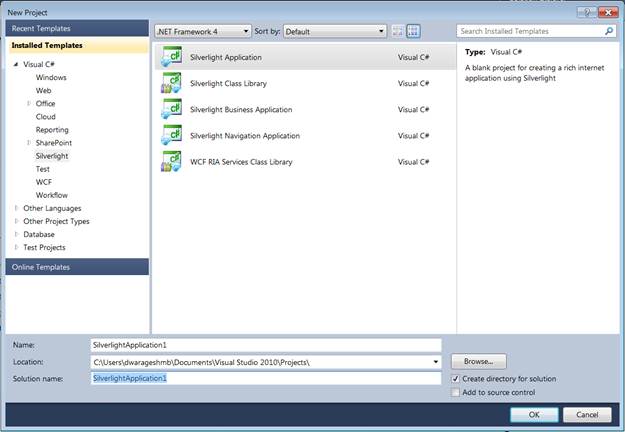 New Project
Recent Templates
.NET Framework 4 Sort by: Default Search Installed Templates
Installed Templates
Visual C#
Windows
Web
Office
Cloud
Reporting
SharePoint
Silverlight
Test
WCF
Workflow
Other Languages
Other Project Types
Database
Test Projects
Online Templates
Silverlight Application Visual C#
Silverlight Class Library Visual C#
Silverlight Business Application Visual C#
Silverlight Navigation Application Visual C#
WCF RIA Services Class Library Visual C#
Type: Visual C#
A blank project for creating a rich internet
application using Silverlight
Name: SilverlightApplication1
Location: C:\Users\dwarageshmb\Documents\Visual Studio 2010\Projects\ Browse...
Solution name: SilverlightApplication1 Create directory for solution
Add to source control
OK Cancel